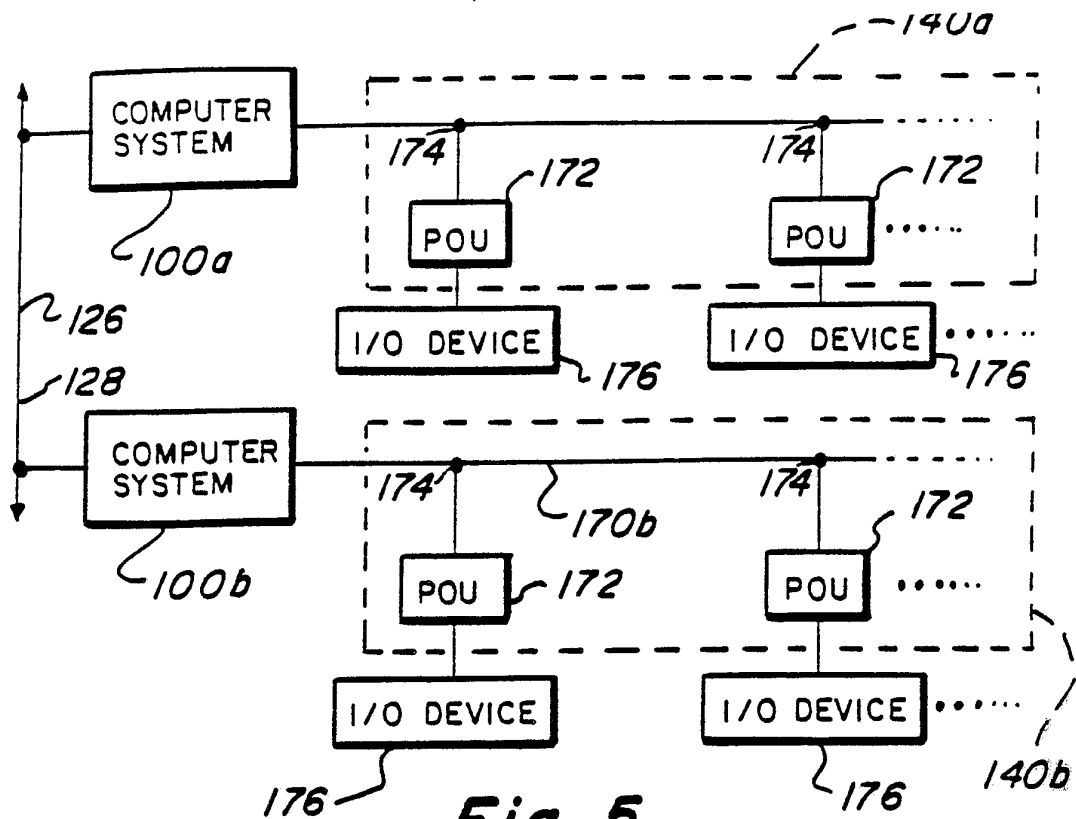 140a
COMPUTER
SYSTEM
174
174
172
172
POU
POU
100a
126
I/O DEVICE
I/O DEVICE
176
176
128
COMPUTER
SYSTEM
174
174
170b
172
100b
POU
172
POU
I/O DEVICE
I/O DEVICE
140b
176
176
Fig. 5